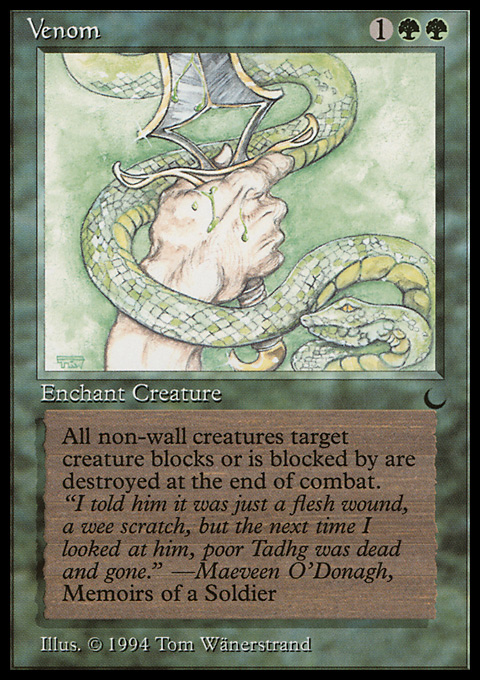 Venom 1
Enchant Creature
All non-wall creatures target
creature blocks or is blocked by are
destroyed at the end of combat.
“I told him it was just a flesh wound,
a wee scratch, but the next time I
looked at him, poor Tadhg was dead
and gone.” —Maeveen O’Donagh,
Memoirs of a Soldier
Illus. © 1994 Tom Wänerstrand